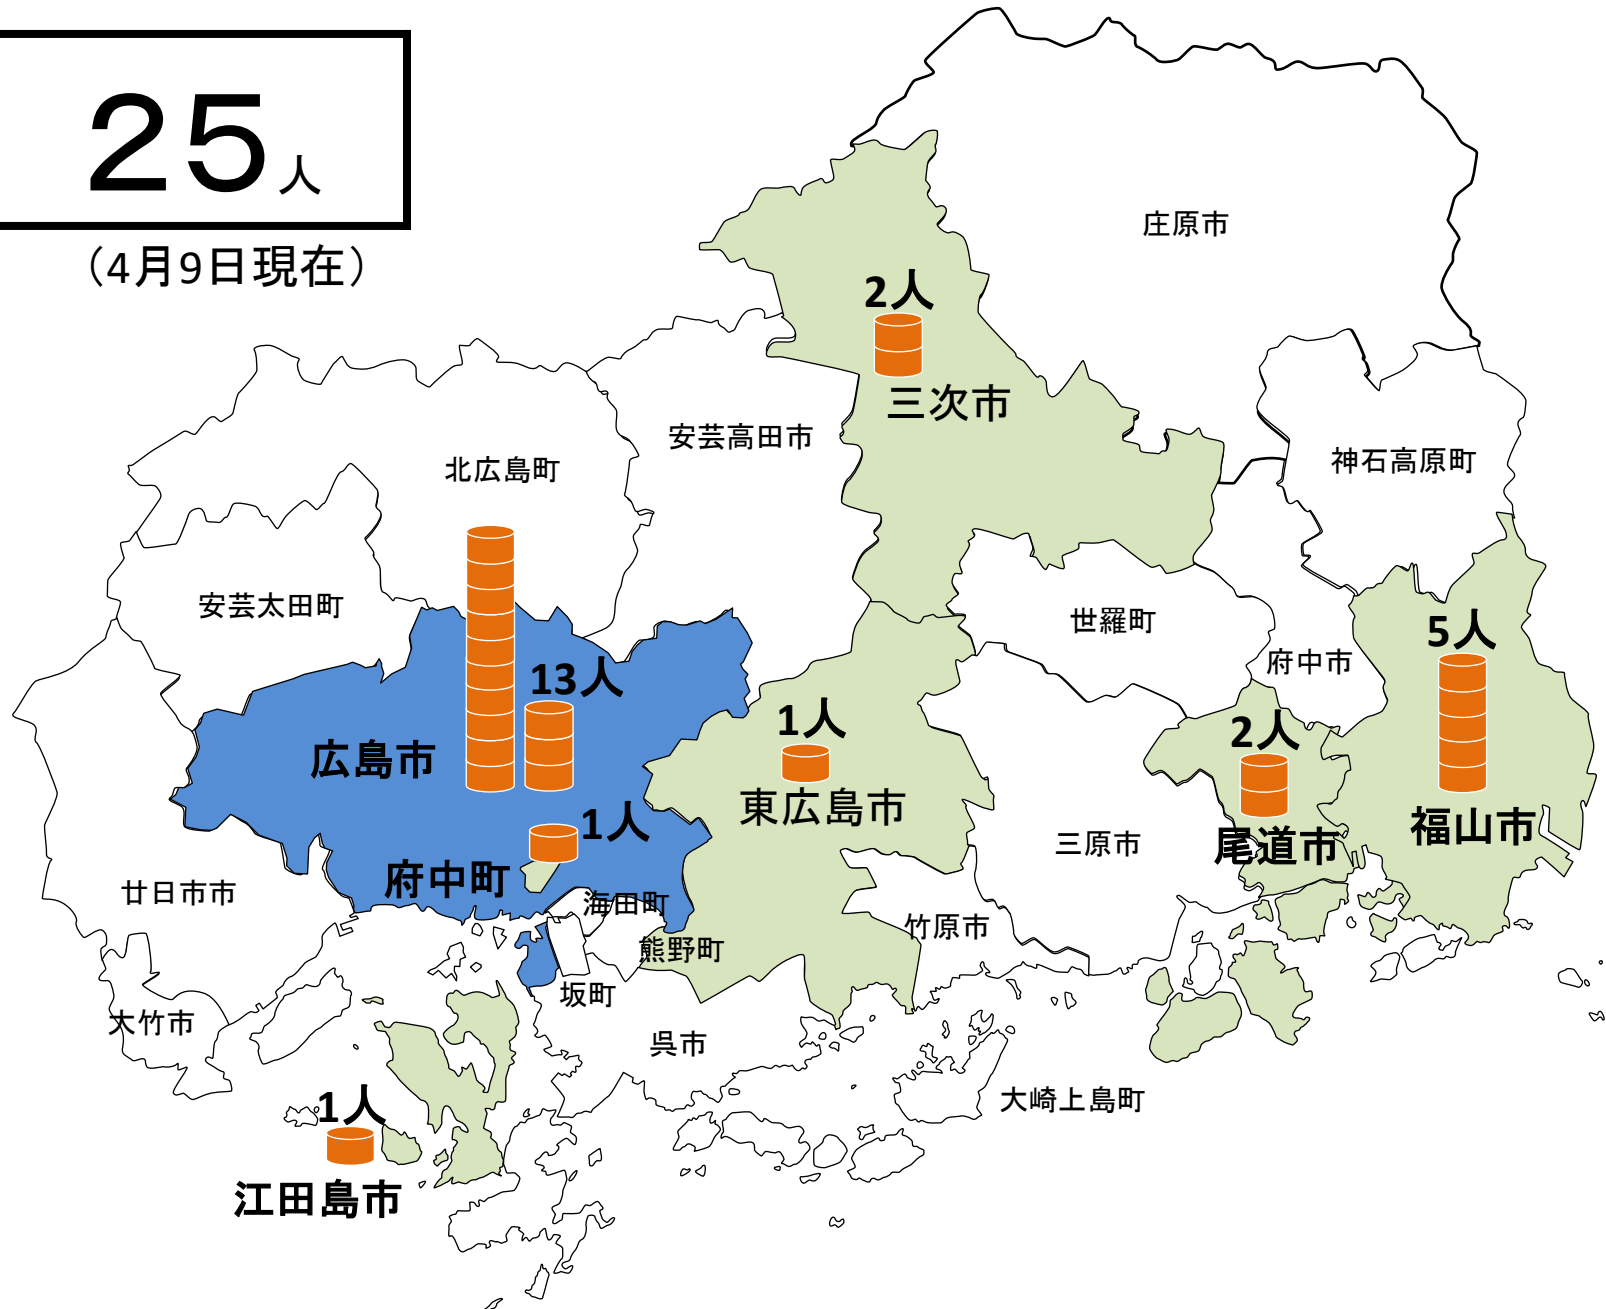 25人
（4月9日現在）
庄原市
2人
三次市
安芸高田市
北広島町
神石高原町
安芸太田町
世羅町
5人
府中市
13人
1人
2人
広島市
東広島市
福山市
1人
三原市
尾道市
府中町
廿日市市
海田町
竹原市
熊野町
坂町
大竹市
呉市
大崎上島町
1人
江田島市